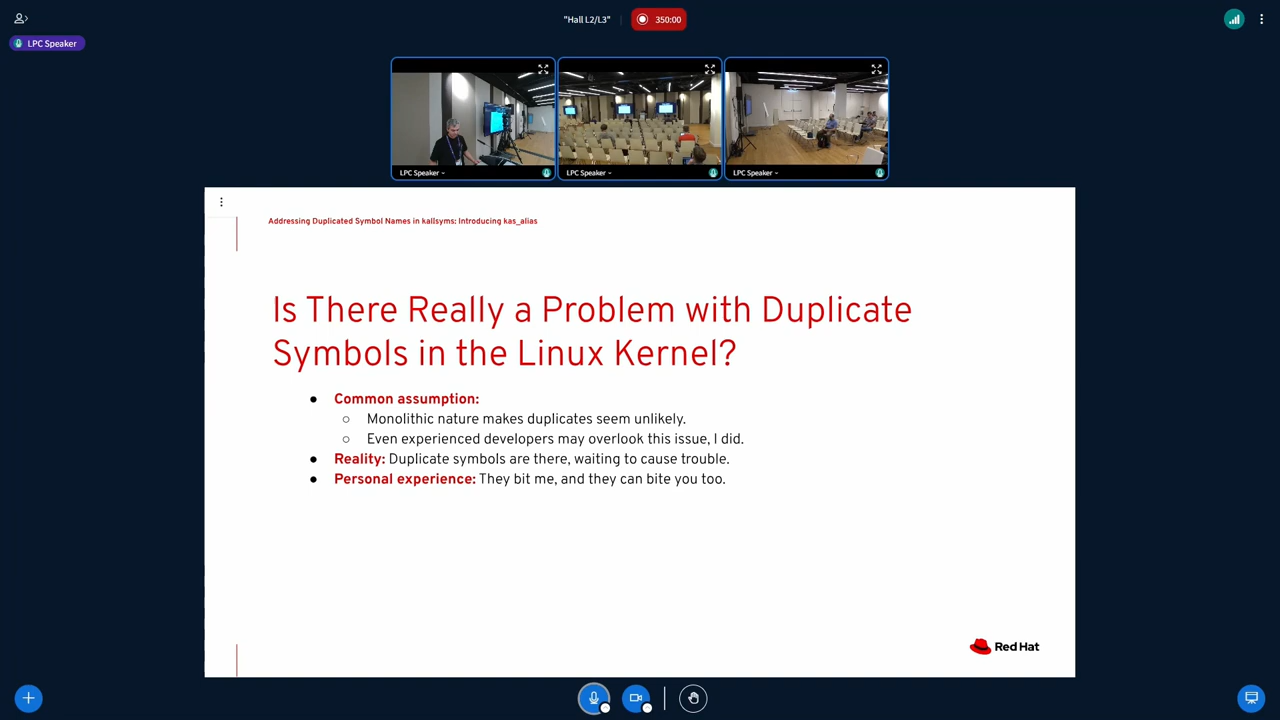 "Hall L2/L3"
350:00
LPC Speaker
LPC Speaker
LPC Speaker
LPC Speaker
Addressing Duplicated Symbol Names in kallsyms: Introducing kas_alias
Is There Really a Problem with Duplicate
Symbols in the Linux Kernel?
● Common assumption:
○ Monolithic nature makes duplicates seem unlikely.
○ Even experienced developers may overlook this issue, I did.
● Reality: Duplicate symbols are there, waiting to cause trouble.
● Personal experience: They bit me, and they can bite you too.
Red Hat